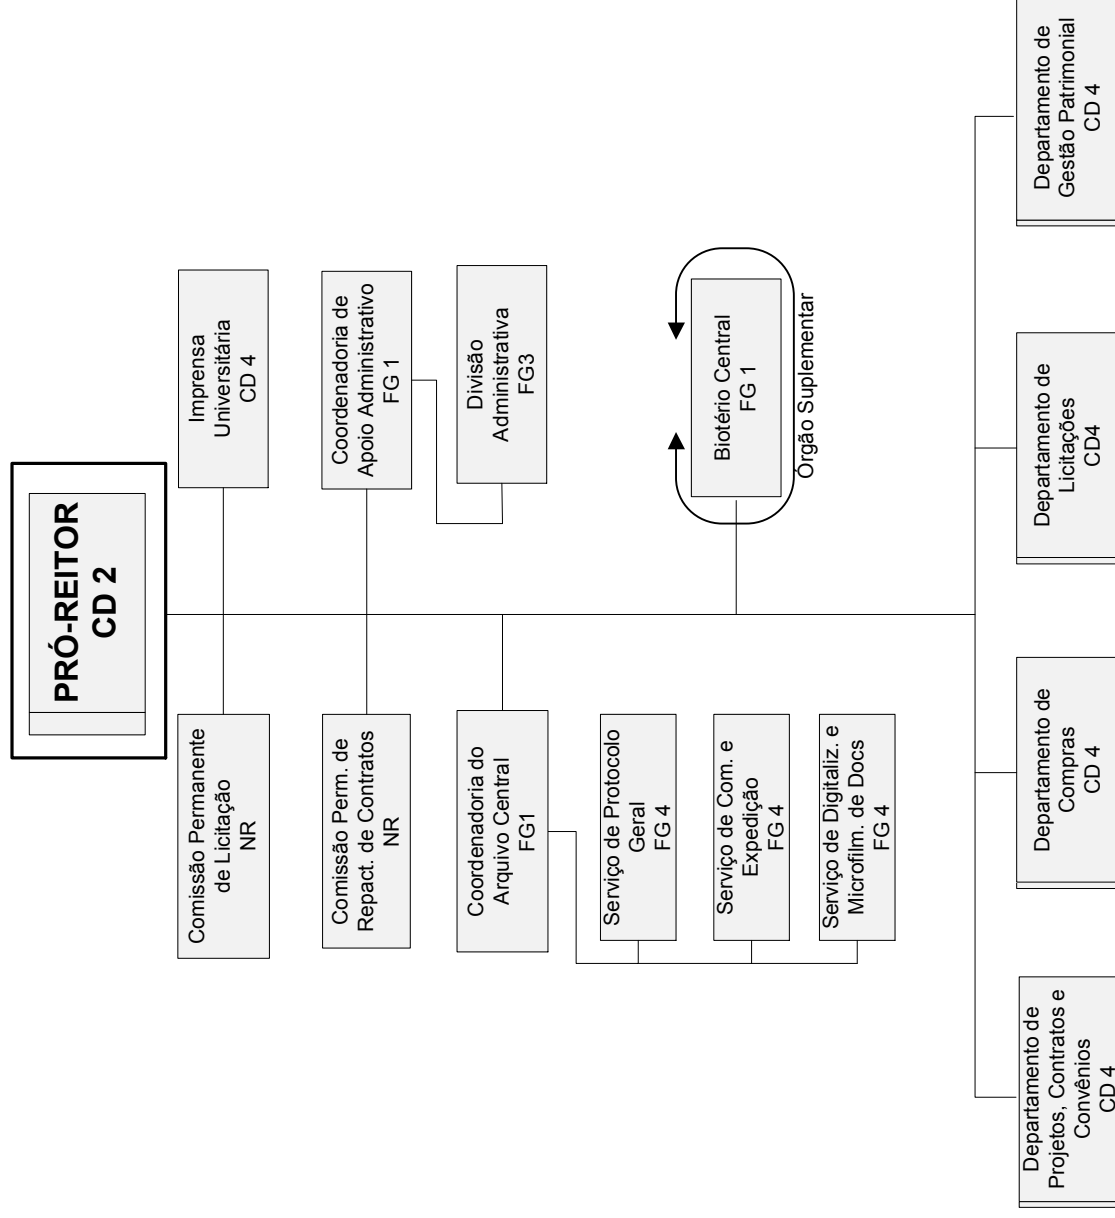 PRÓ-REITOR
CD 2
Comissão Permanente
de Licitação
NR
Imprensa
Universitária
CD 4
Comissão Perm. de
Repact. de Contratos
NR
Coordenadoria de
Apoio Administrativo
FG 1
Coordenadoria do
Arquivo Central
FG1
Divisão
Administrativa
FG3
Serviço de Protocolo
Geral
FG 4
Serviço de Com. e
Expedição
FG 4
Serviço de Digitaliz. e
Microfilm. de Docs
FG 4
Biotério Central
FG 1
Órgão Suplementar
Departamento de
Projetos, Contratos e
Convênios
CD 4
Departamento de
Compras
CD 4
Departamento de
Licitações
CD4
Departamento de
Gestão Patrimonial
CD 4